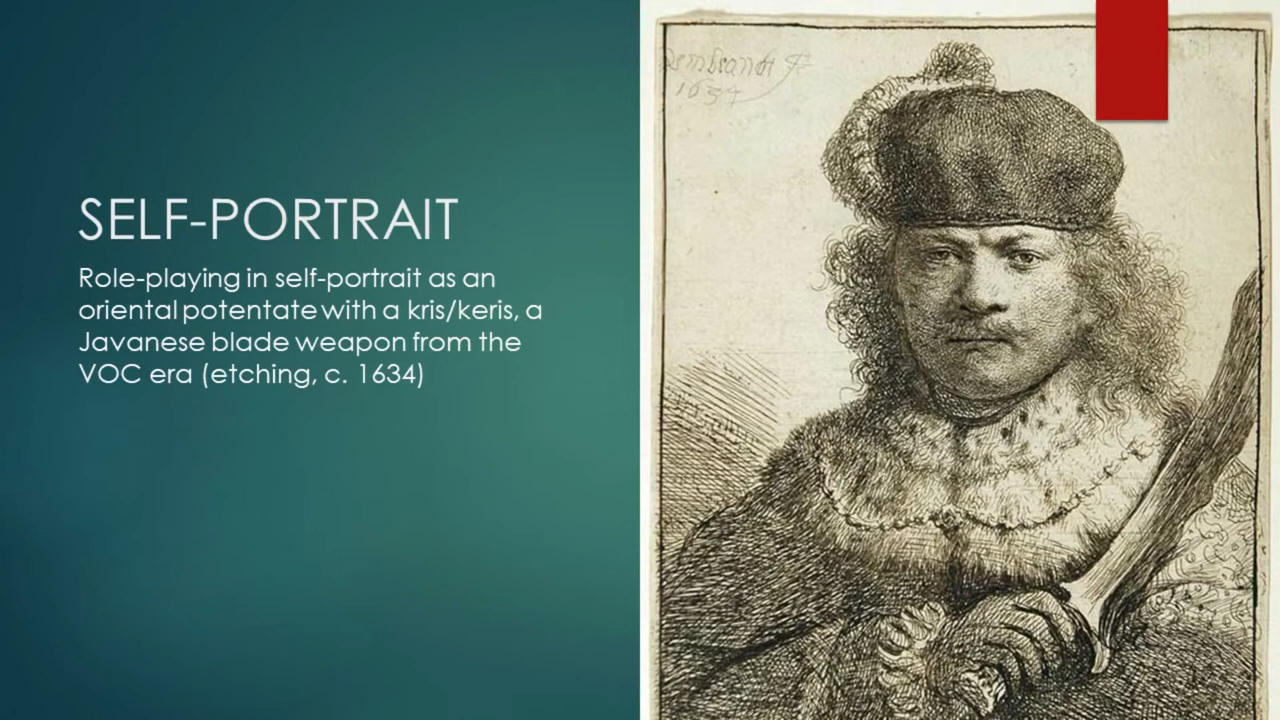 SELF-PORTRAIT
Role-playing in self-portrait as an
oriental potentate with a kris/keris, a
Javanese blade weapon from the
VOC era (etching, c. 1634)
Rembrandt f
1634